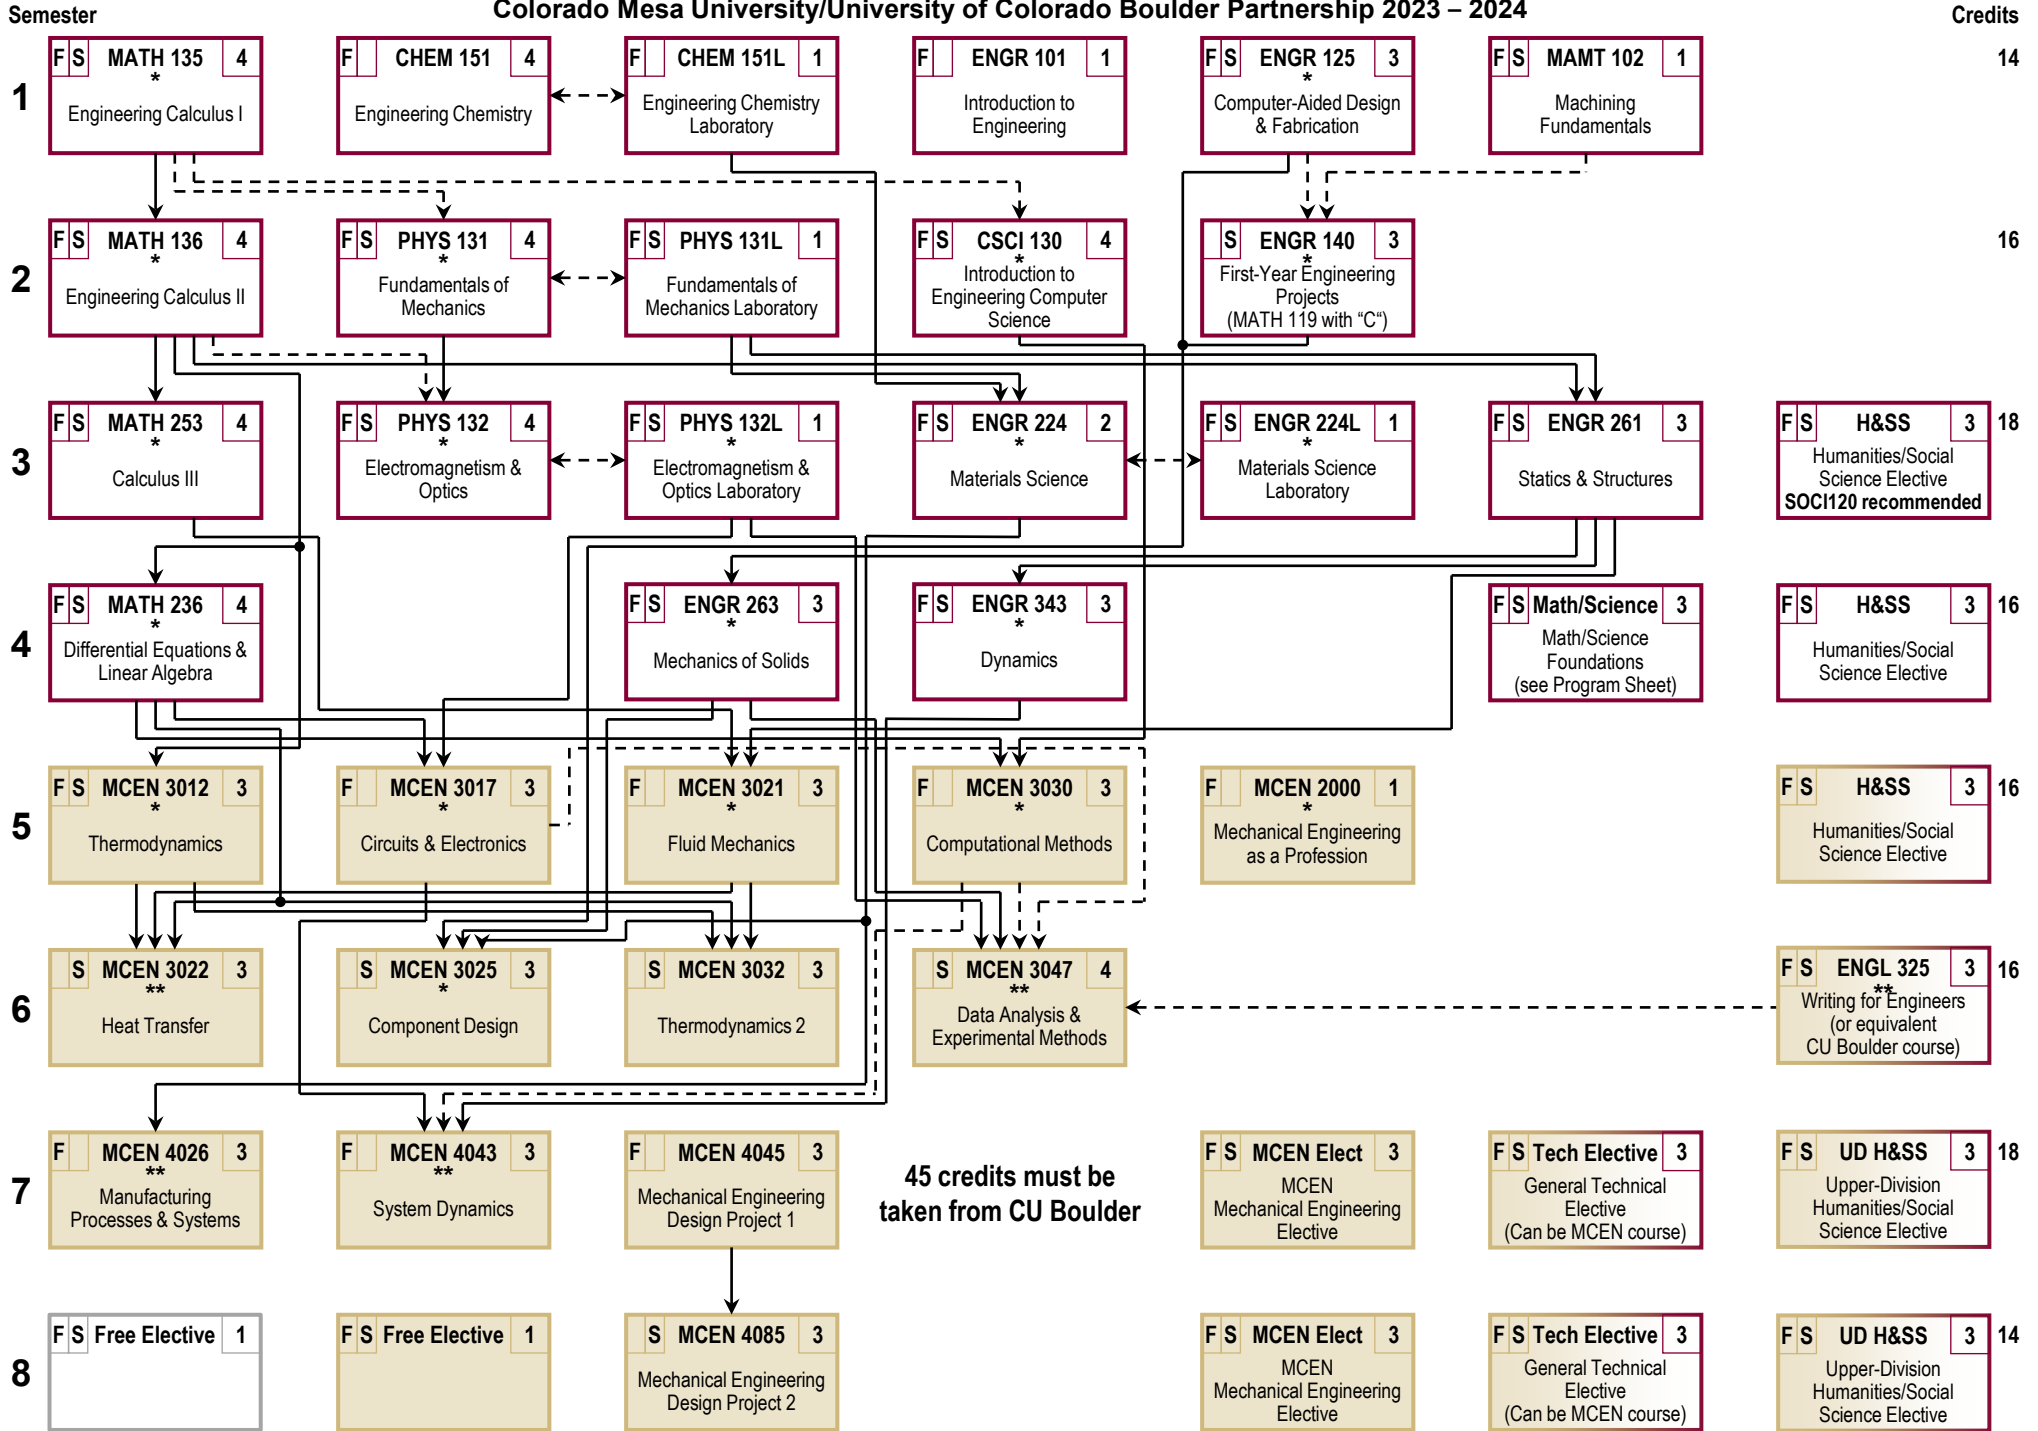 Semester
Colorado Mesa University/University of Colorado Boulder Partnership 2023 – 2024
Credits
1
F S MATH 135 4
*
Engineering Calculus I
F CHEM 151 4
Engineering Chemistry
F CHEM 151L 1
Engineering Chemistry
Laboratory
F ENGR 101 1
Introduction to
Engineering
F S ENGR 125 3
*
Computer-Aided Design
& Fabrication
F S MAMT 102 1
Machining
Fundamentals
14
2
F S MATH 136 4
*
Engineering Calculus II
F S PHYS 131 4
*
Fundamentals of
Mechanics
F S PHYS 131L 1
Fundamentals of
Mechanics Laboratory
F S CSCI 130 4
*
Introduction to
Engineering Computer
Science
S ENGR 140 3
*
First-Year Engineering
Projects
(MATH 119 with “C“)
16
3
F S MATH 253 4
*
Calculus III
F S PHYS 132 4
*
Electromagnetism &
Optics
F S PHYS 132L 1
*
Electromagnetism &
Optics Laboratory
F S ENGR 224 2
*
Materials Science
F S ENGR 224L 1
*
Materials Science
Laboratory
F S ENGR 261 3
Statics & Structures
F S H&SS 3
Humanities/Social
Science Elective
SOCI120 recommended
18
4
F S MATH 236 4
*
Differential Equations &
Linear Algebra
F S ENGR 263 3
*
Mechanics of Solids
F S ENGR 343 3
*
Dynamics
F S Math/Science 3
Math/Science
Foundations
(see Program Sheet)
F S H&SS 3
Humanities/Social
Science Elective
16
5
F S MCEN 3012 3
*
Thermodynamics
F MCEN 3017 3
*
Circuits & Electronics
F MCEN 3021 3
*
Fluid Mechanics
F MCEN 3030 3
*
Computational Methods
F MCEN 2000 1
*
Mechanical Engineering
as a Profession
F S H&SS 3
Humanities/Social
Science Elective
16
6
S MCEN 3022 3
**
Heat Transfer
S MCEN 3025 3
*
Component Design
S MCEN 3032 3
Thermodynamics 2
S MCEN 3047 4
**
Data Analysis &
Experimental Methods
F S ENGL 325 3
**
Writing for Engineers
(or equivalent
CU Boulder course)
16
7
F MCEN 4026 3
**
Manufacturing
Processes & Systems
F MCEN 4043 3
**
System Dynamics
F MCEN 4045 3
Mechanical Engineering
Design Project 1
45 credits must be
taken from CU Boulder
F S MCEN Elect 3
MCEN
Mechanical Engineering
Elective
F S Tech Elective 3
General Technical
Elective
(Can be MCEN course)
F S UD H&SS 3
Upper-Division
Humanities/Social
Science Elective
18
8
F S Free Elective 1
F S Free Elective 1
S MCEN 4085 3
Mechanical Engineering
Design Project 2
F S MCEN Elect 3
MCEN
Mechanical Engineering
Elective
F S Tech Elective 3
General Technical
Elective
(Can be MCEN course)
F S UD H&SS 3
Upper-Division
Humanities/Social
Science Elective
14